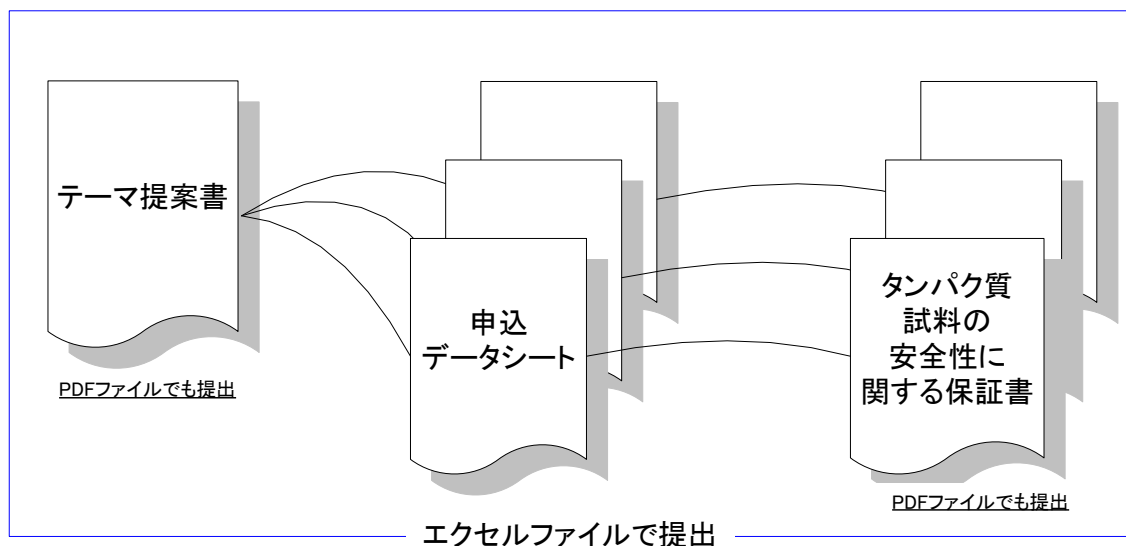 テーマ提案書
PDFファイルでも提出
申込
データシート
タンパク質
試料の
安全性に
関する保証書
PDFファイルでも提出
エクセルファイルで提出